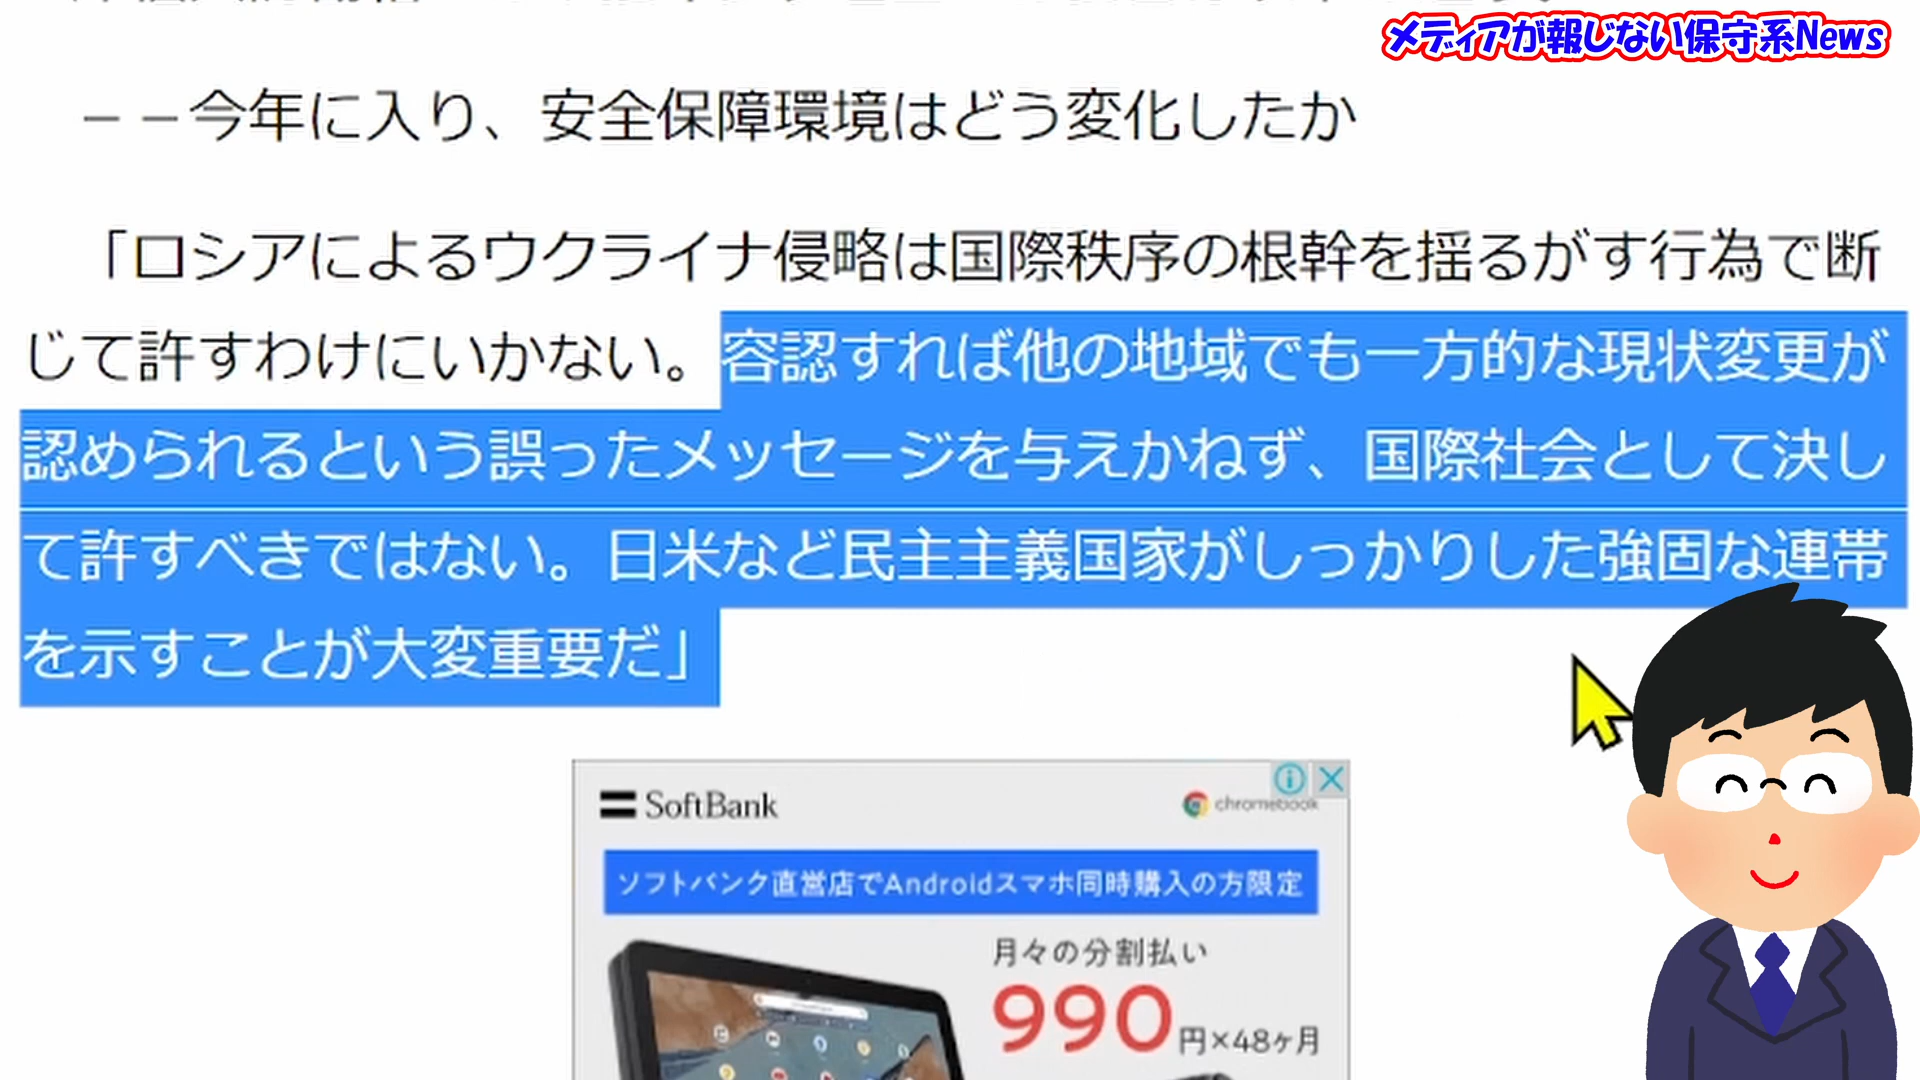 メディアが報じない保守系News
－－今年に入り、安全保障環境はどう変化したか
「ロシアによるウクライナ侵略は国際秩序の根幹を揺るがす行為で断
じて許すわけにいかない。容認すれば他の地域でも一方的な現状変更が
認められるという誤ったメッセージを与えかねず、国際社会として決し
て許すべきではない。日米など民主主義国家がしっかりした強固な連帯
を示すことが大変重要だ」
SoftBank
chromebook
ソフトバンク直営店でAndroidスマホ同時購入の方限定
月々の分割払い
990円×48ヶ月